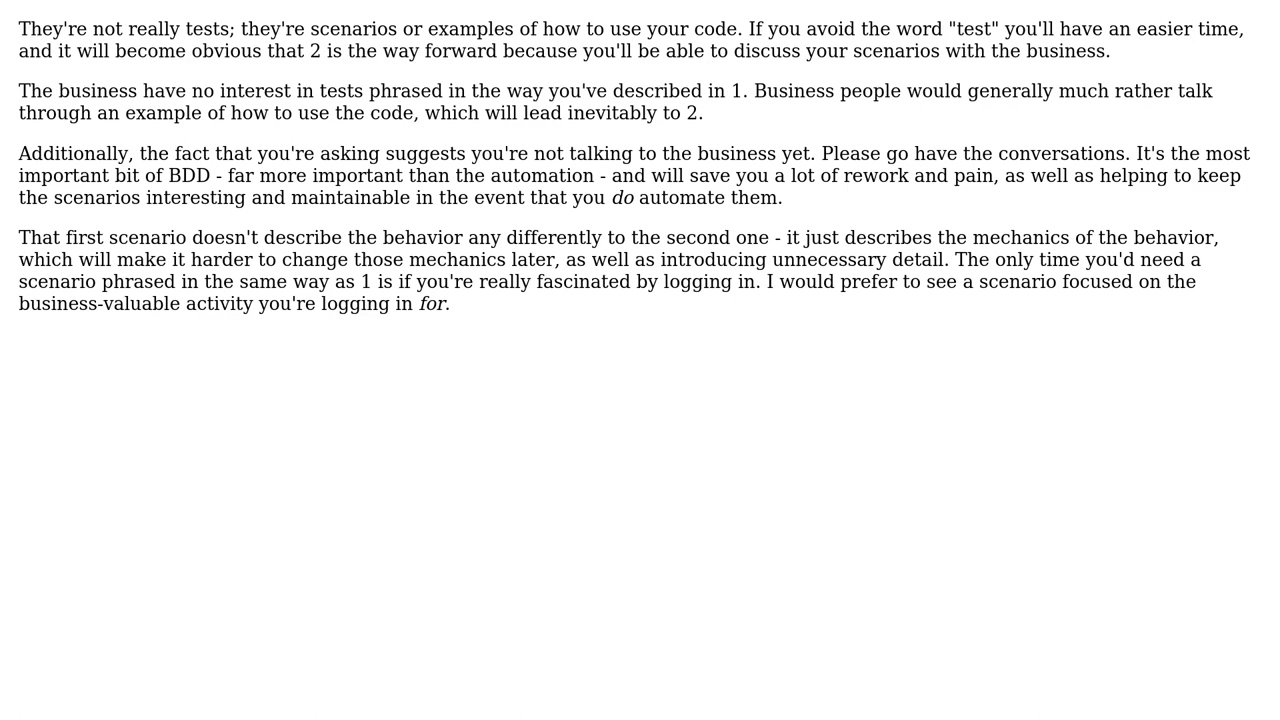 They're not really tests; they're scenarios or examples of how to use your code. If you avoid the word "test" you'll have an easier time,
and it will become obvious that 2 is the way forward because you'll be able to discuss your scenarios with the business.
The business have no interest in tests phrased in the way you've described in 1. Business people would generally much rather talk
through an example of how to use the code, which will lead inevitably to 2.
Additionally, the fact that you're asking suggests you're not talking to the business yet. Please go have the conversations. It's the most
important bit of BDD - far more important than the automation - and will save you a lot of rework and pain, as well as helping to keep
the scenarios interesting and maintainable in the event that you do automate them.
That first scenario doesn't describe the behavior any differently to the second one - it just describes the mechanics of the behavior,
which will make it harder to change those mechanics later, as well as introducing unnecessary detail. The only time you'd need a
scenario phrased in the same way as 1 is if you're really fascinated by logging in. I would prefer to see a scenario focused on the
business-valuable activity you're logging in for.